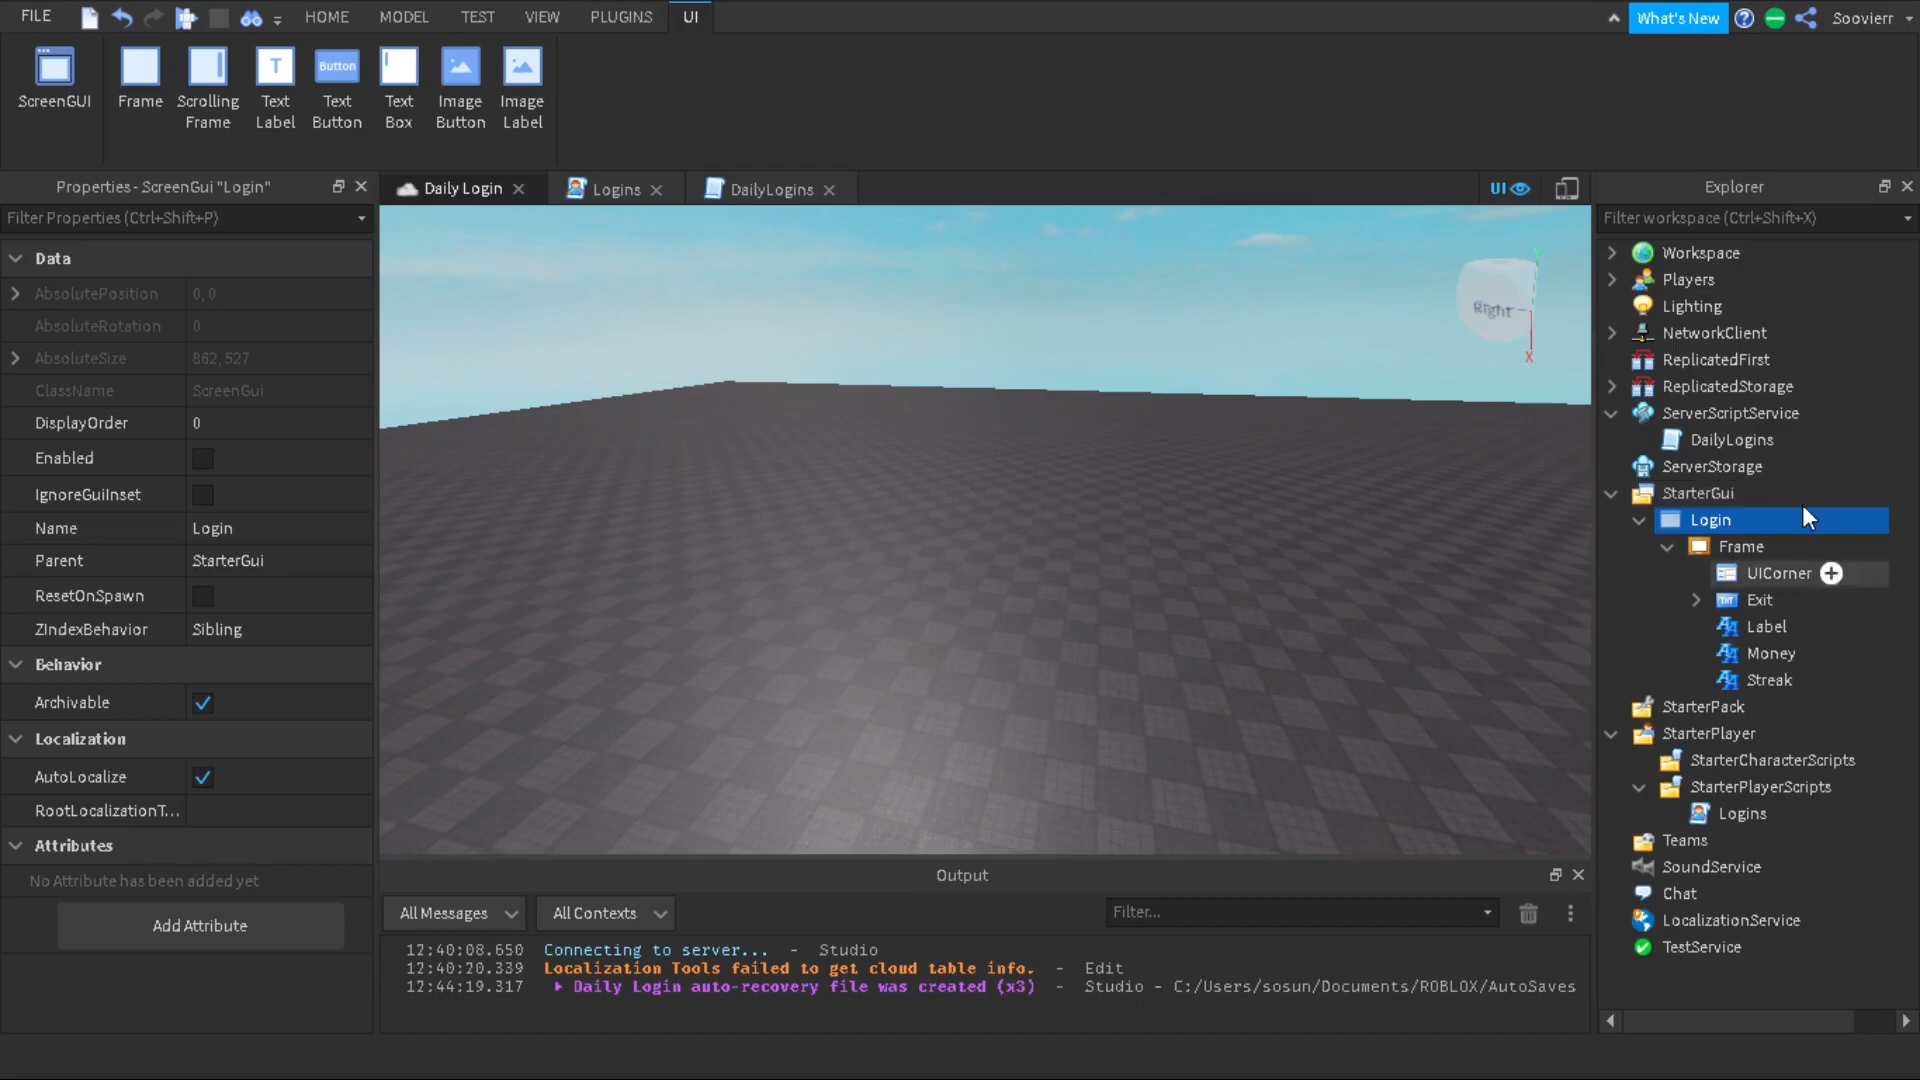 FILE HOME MODEL TEST VIEW PLUGINS UI What's New Soovierr
ScreenGUI
Frame
Scrolling
Frame
Text
Label
Button
Text
Button
Text
Box
Image
Button
Image
Label
Properties - ScreenGui "Login"
Filter Properties (Ctrl+Shift+P)
Data
AbsolutePosition 0, 0
AbsoluteRotation 0
AbsoluteSize 862, 527
ClassName ScreenGui
DisplayOrder 0
Enabled
IgnoreGuiInset
Name Login
Parent StarterGui
ResetOnSpawn
ZIndexBehavior Sibling
Behavior
Archivable
Localization
AutoLocalize
RootLocalizationT...
Attributes
No Attribute has been added yet
Add Attribute
Daily Login Logins DailyLogins UI
Right
Y
X
Output
All Messages All Contexts Filter...
12:40:08.650 Connecting to server... - Studio
12:40:20.339 Localization Tools failed to get cloud table info. - Edit
12:44:19.317 Daily Login auto-recovery file was created (x3) - Studio - C:/Users/sosun/Documents/ROBLOX/AutoSaves
Explorer
Filter workspace (Ctrl+Shift+X)
Workspace
Players
Lighting
NetworkClient
ReplicatedFirst
ReplicatedStorage
ServerScriptService
DailyLogins
ServerStorage
StarterGui
Login
Frame
UICorner
Exit
Label
Money
Streak
StarterPack
StarterPlayer
StarterCharacterScripts
StarterPlayerScripts
Logins
Teams
SoundService
Chat
LocalizationService
TestService